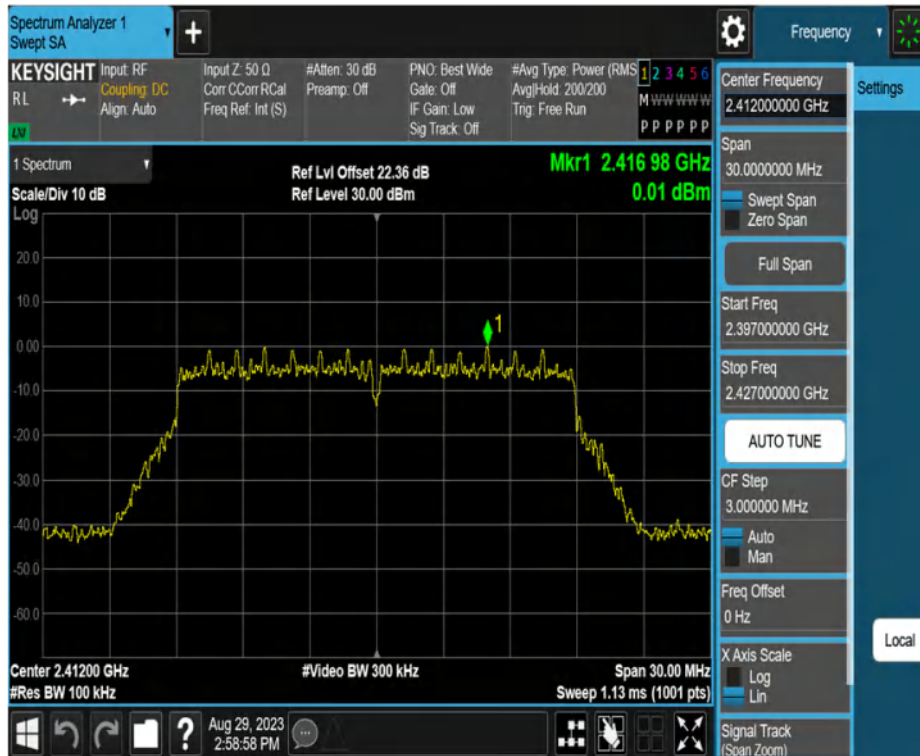 Spectrum Analyzer 1
Swept SA
+
Frequency
KEYSIGHT
RL
LXI
Input: RF
Coupling: DC
Align: Auto
Input Z: 50 Ω
Corr CCorr RCal
Freq Ref: Int (S)
#Atten: 30 dB
Preamp: Off
PNO: Best Wide
Gate: Off
IF Gain: Low
Sig Track: Off
#Avg Type: Power (RMS
Avg|Hold: 200/200
Trig: Free Run
1 2 3 4 5 6
M W W W W W
P P P P P P
1 Spectrum
Scale/Div 10 dB
Log
Ref Lvl Offset 22.36 dB
Ref Level 30.00 dBm
Mkr1 2.416 98 GHz
0.01 dBm
20.0
10.0
0.00
-10.0
-20.0
-30.0
-40.0
-50.0
-60.0
1
Center 2.41200 GHz
#Res BW 100 kHz
#Video BW 300 kHz
Span 30.00 MHz
Sweep 1.13 ms (1001 pts)
?
Aug 29, 2023
2:58:58 PM
Center Frequency
2.412000000 GHz
Span
30.0000000 MHz
Swept Span
Zero Span
Full Span
Start Freq
2.397000000 GHz
Stop Freq
2.427000000 GHz
AUTO TUNE
CF Step
3.000000 MHz
Auto
Man
Freq Offset
0 Hz
X Axis Scale
Log
Lin
Signal Track
(Span Zoom)
Settings
Local